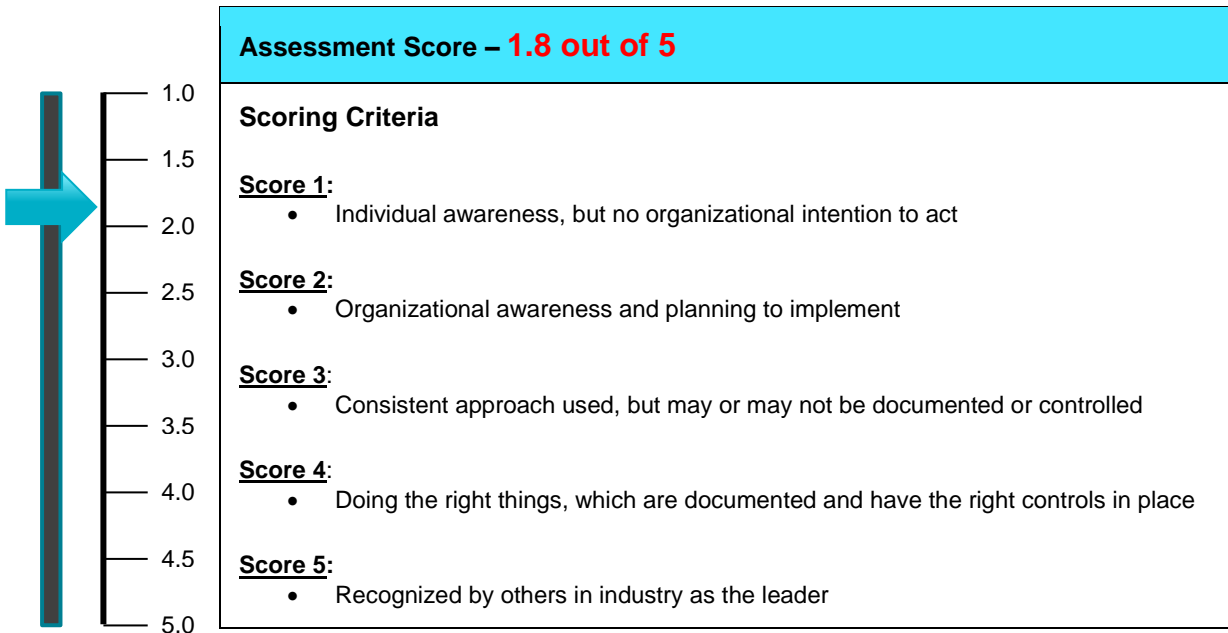 Assessment Score – 1.8 out of 5
1.0
1.5
2.0
2.5
3.0
3.5
4.0
4.5
5.0
Scoring Criteria
Score 1:
• Individual awareness, but no organizational intention to act
Score 2:
• Organizational awareness and planning to implement
Score 3:
• Consistent approach used, but may or may not be documented or controlled
Score 4:
• Doing the right things, which are documented and have the right controls in place
Score 5:
• Recognized by others in industry as the leader